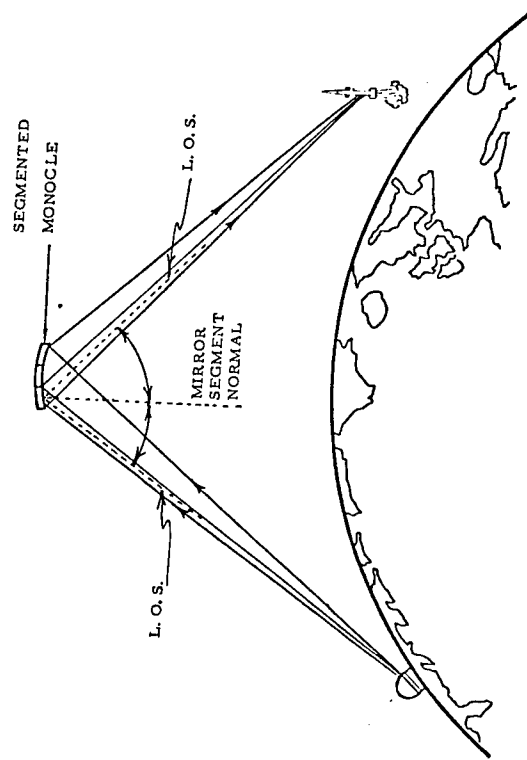 SEGMENTED
MONOCLE
L. O. S.
L. O. S.
MIRROR
SEGMENT
NORMAL